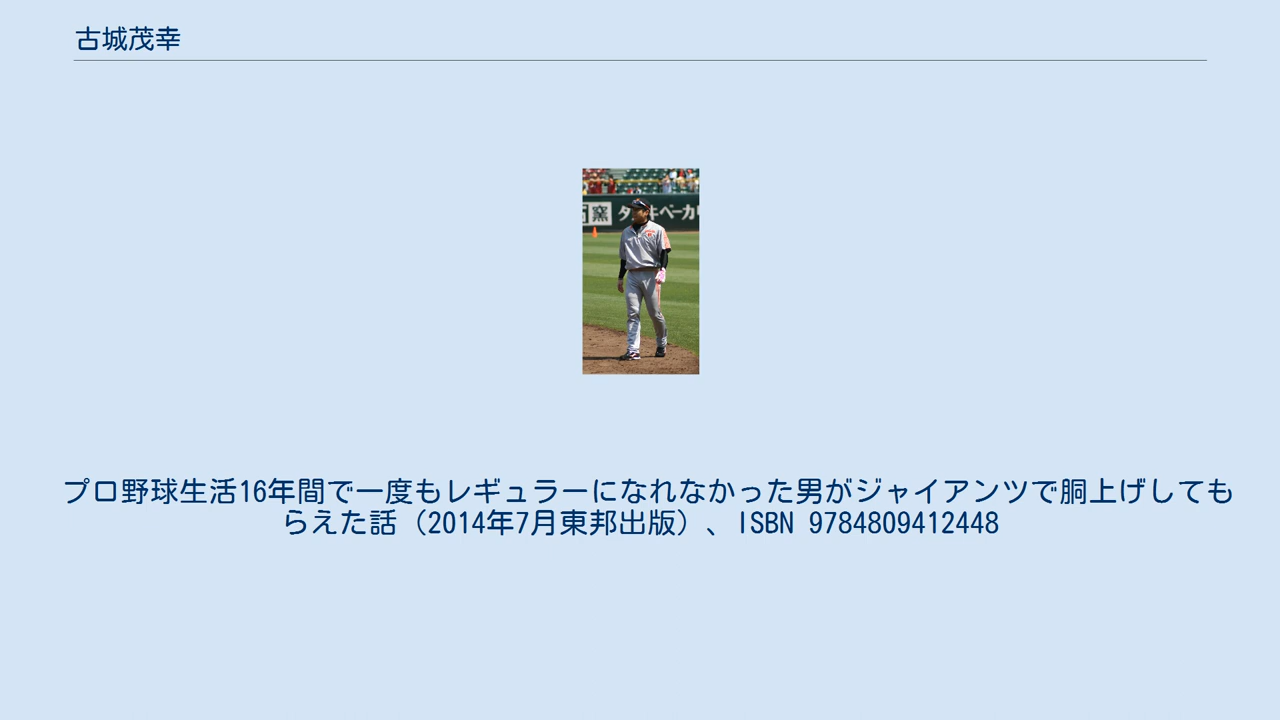 古城茂幸
窯
プロ野球生活16年間で一度もレギュラーになれなかった男がジャイアンツで胴上げしても
らえた話（2014年7月東邦出版）、ISBN 9784809412448